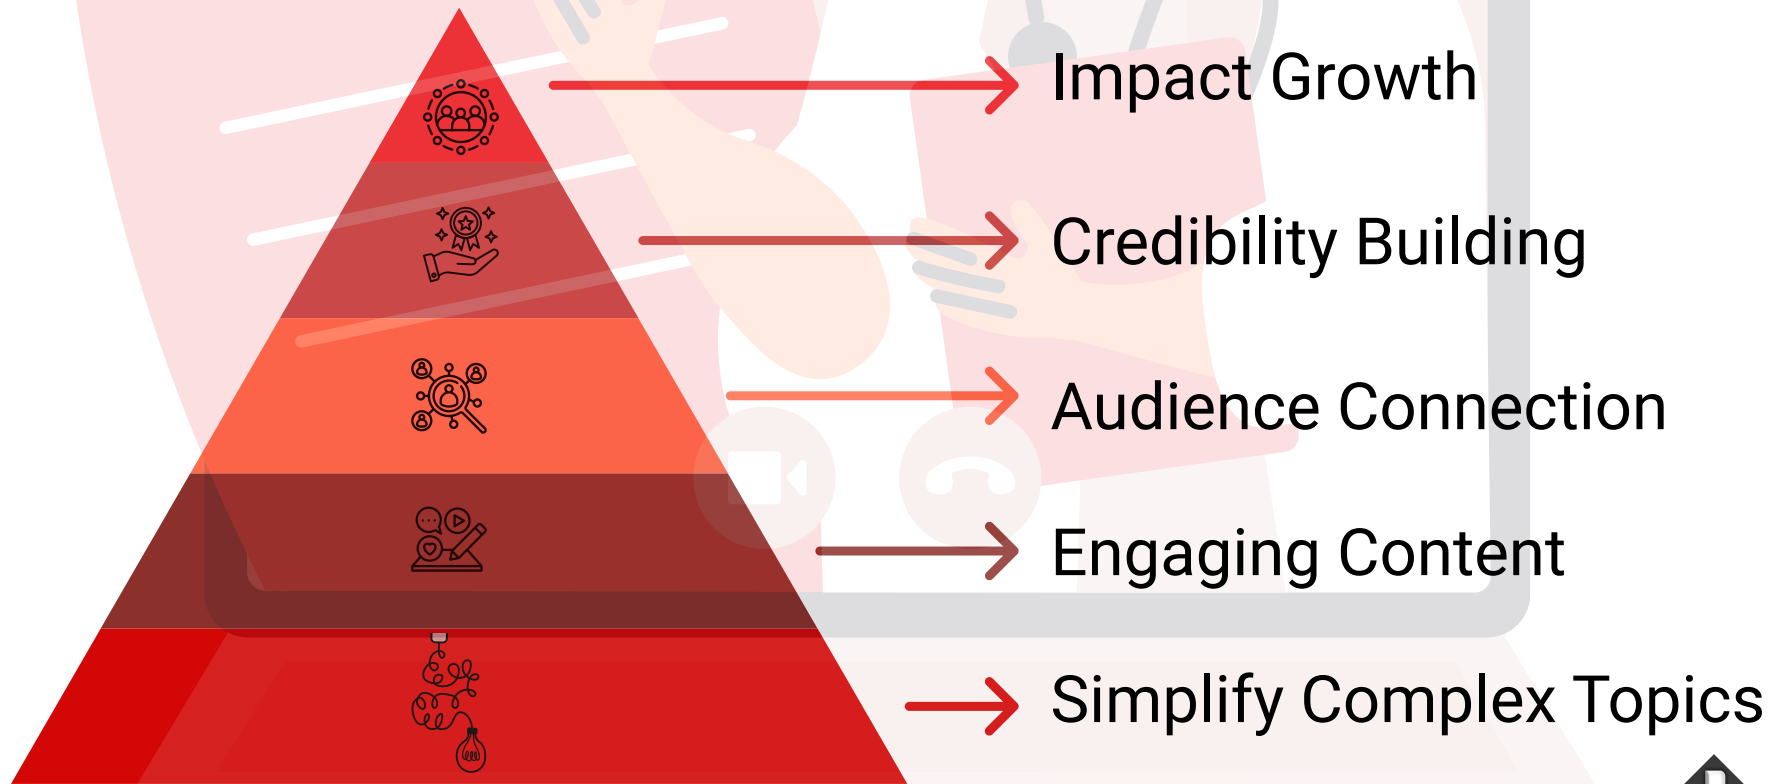 Impact Growth
Credibility Building
Audience Connection
Engaging Content
Simplify Complex Topics